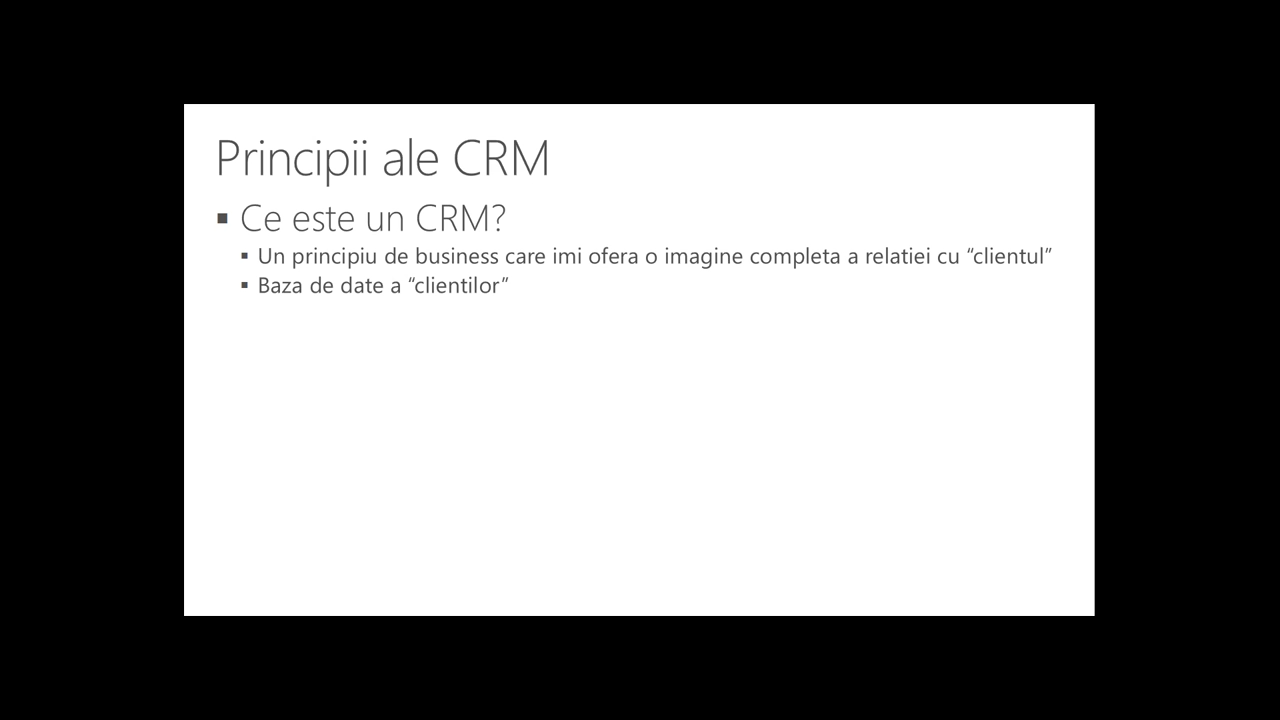 Principii ale CRM
▪ Ce este un CRM?
▪ Un principiu de business care imi ofera o imagine completa a relatiei cu “clientul”
▪ Baza de date a “clientilor”